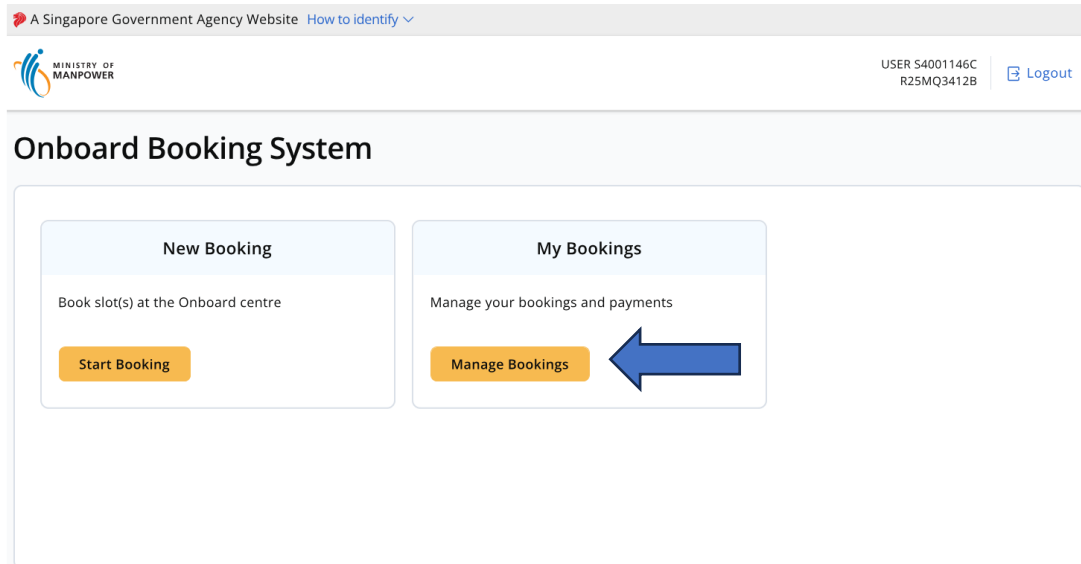 A Singapore Government Agency Website How to identify
MINISTRY OF
MANPOWER
USER S4001146C
R25MQ3412B
Logout
Onboard Booking System
New Booking
Book slot(s) at the Onboard centre
Start Booking
My Bookings
Manage your bookings and payments
Manage Bookings